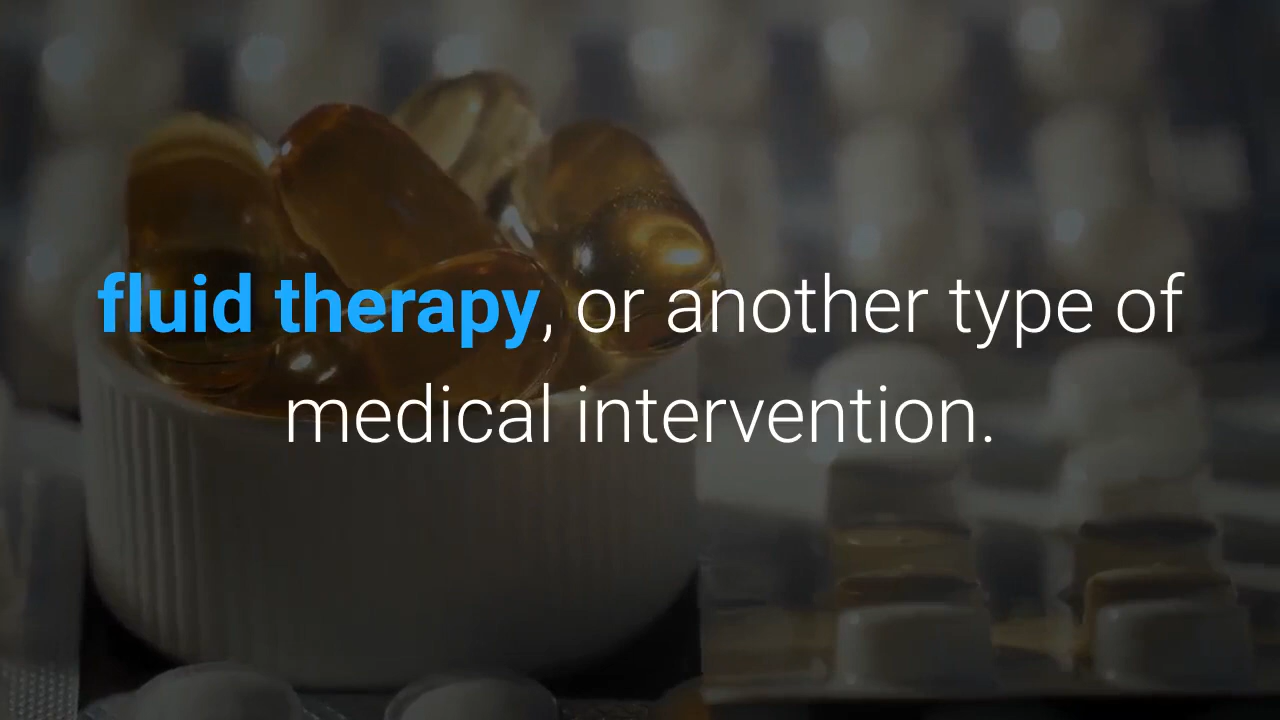 fluid therapy, or another type of
medical intervention.